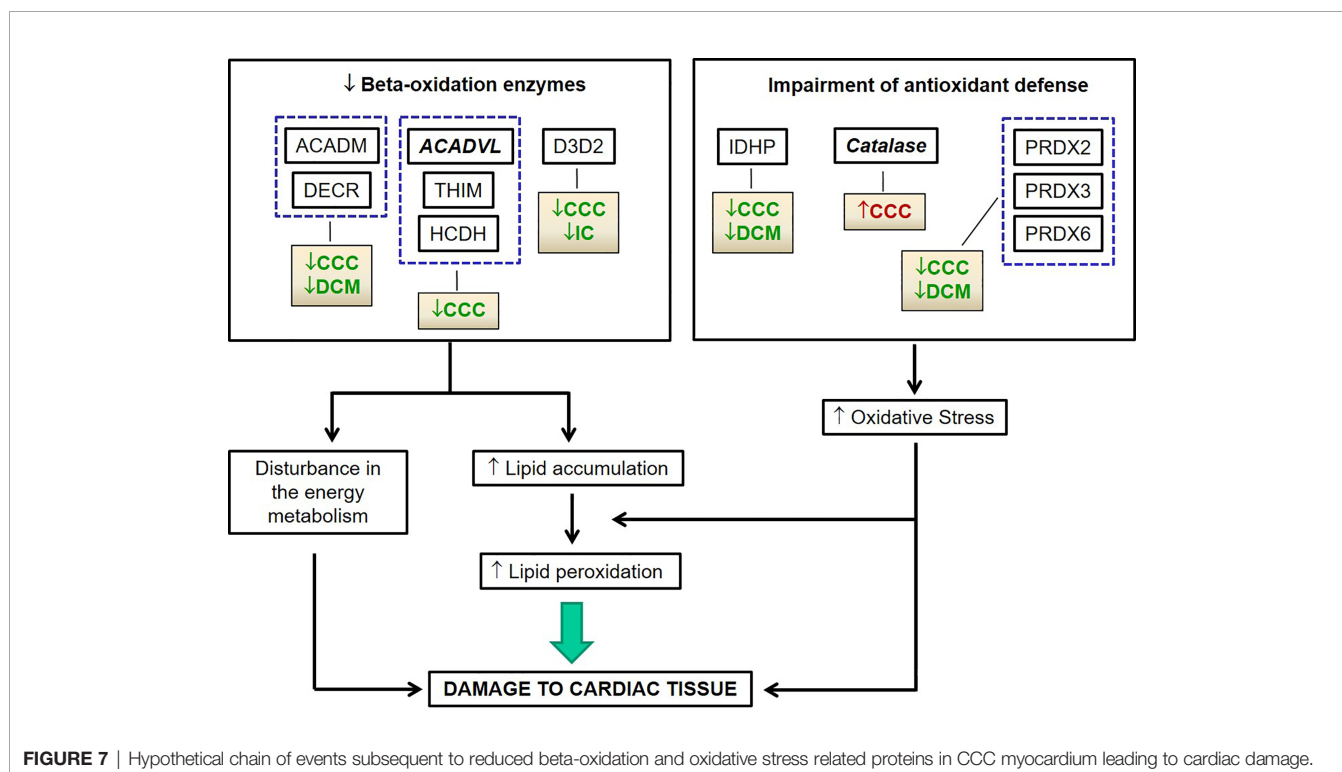 ↓ Beta-oxidation enzymes
ACADM
DECR
↓CCC
↓DCM
ACADVL
THIM
HCDH
↓CCC
D3D2
↓CCC
↓IC
Impairment of antioxidant defense
IDHP
↓CCC
↓DCM
Catalase
↑CCC
PRDX2
PRDX3
PRDX6
↓CCC
↓DCM
Disturbance in
the energy
metabolism
↑ Lipid accumulation
↑ Oxidative Stress
↑ Lipid peroxidation
DAMAGE TO CARDIAC TISSUE
FIGURE 7 | Hypothetical chain of events subsequent to reduced beta-oxidation and oxidative stress related proteins in CCC myocardium leading to cardiac damage.